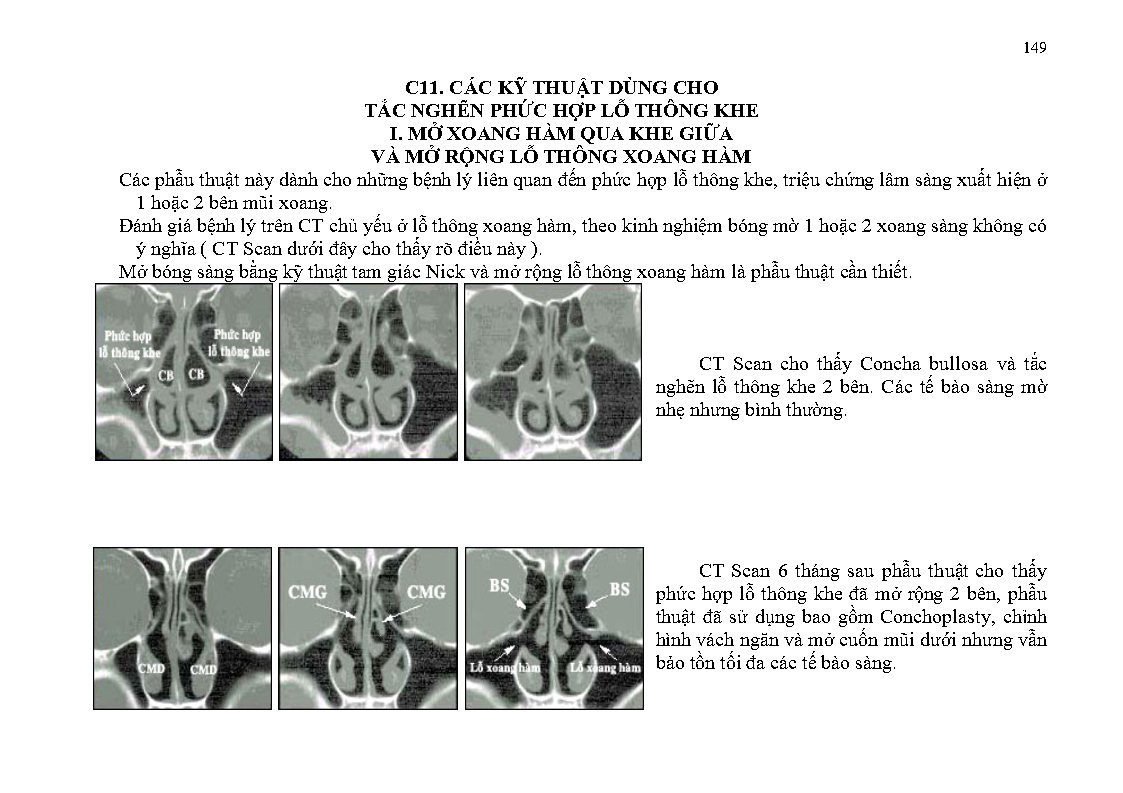 149
C11. CÁC KỸ THUẬT DÙNG CHO
TẮC NGHẼN PHỨC HỢP LỖ THÔNG KHE
I. MỞ XOANG HÀM QUA KHE GIỮA
VÀ MỞ RỘNG LỖ THÔNG XOANG HÀM
Các phẫu thuật này dành cho những bệnh lý liên quan đến phức hợp lỗ thông khe, triệu chứng lâm sàng xuất hiện ở
1 hoặc 2 bên mũi xoang.
Đánh giá bệnh lý trên CT chủ yếu ở lỗ thông xoang hàm, theo kinh nghiệm bóng mờ 1 hoặc 2 xoang sàng không có
ý nghĩa ( CT Scan dưới đây cho thấy rõ điều này ).
Mở bóng sàng bằng kỹ thuật tam giác Nick và mở rộng lỗ thông xoang hàm là phẫu thuật cần thiết.
Phức hợp
lỗ thông khe
Phức hợp
lỗ thông khe
CB
CB
CT Scan cho thấy Concha bullosa và tắc
nghẽn lỗ thông khe 2 bên. Các tế bào sàng mờ
nhẹ nhưng bình thường.
CMD
CMD
CMG
CMG
BS
BS
Lỗ xoang hàm
Lỗ xoang hàm
CT Scan 6 tháng sau phẫu thuật cho thấy
phức hợp lỗ thông khe đã mở rộng 2 bên, phẫu
thuật đã sử dụng bao gồm Conchoplasty, chỉnh
hình vách ngăn và mở cuốn mũi dưới nhưng vẫn
bảo tồn tối đa các tế bào sàng.